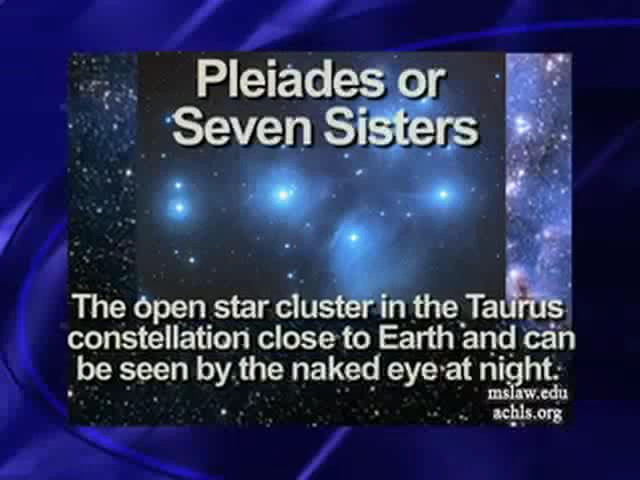 Pleiades or
Seven Sisters
The open star cluster in the Taurus
constellation close to Earth and can
be seen by the naked eye at night.
mslaw.edu
achls.org